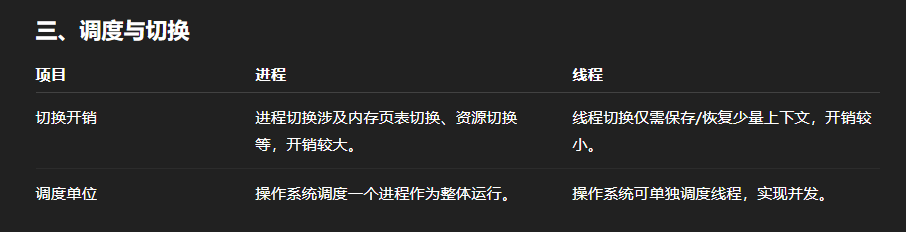 三、调度与切换
项目 进程 线程
切换开销 进程切换涉及内存页表切换、资源切换 线程切换仅需保存/恢复少量上下文，开销较
等，开销较大。 小。
调度单位 操作系统调度一个进程作为整体运行。 操作系统可单独调度线程，实现并发。